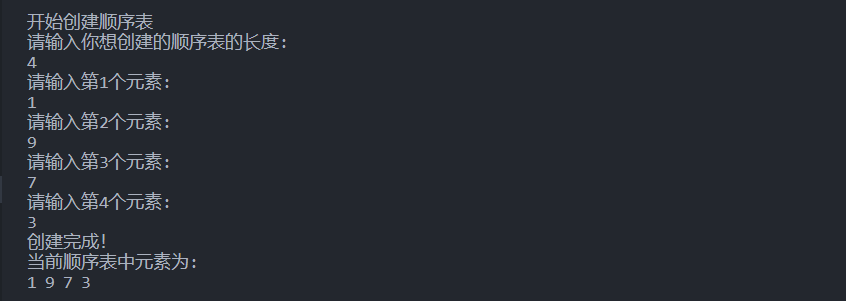 开始创建顺序表
请输入你想创建的顺序表的长度:
4
请输入第1个元素:
1
请输入第2个元素:
9
请输入第3个元素:
7
请输入第4个元素:
3
创建完成!
当前顺序表中元素为:
1 9 7 3